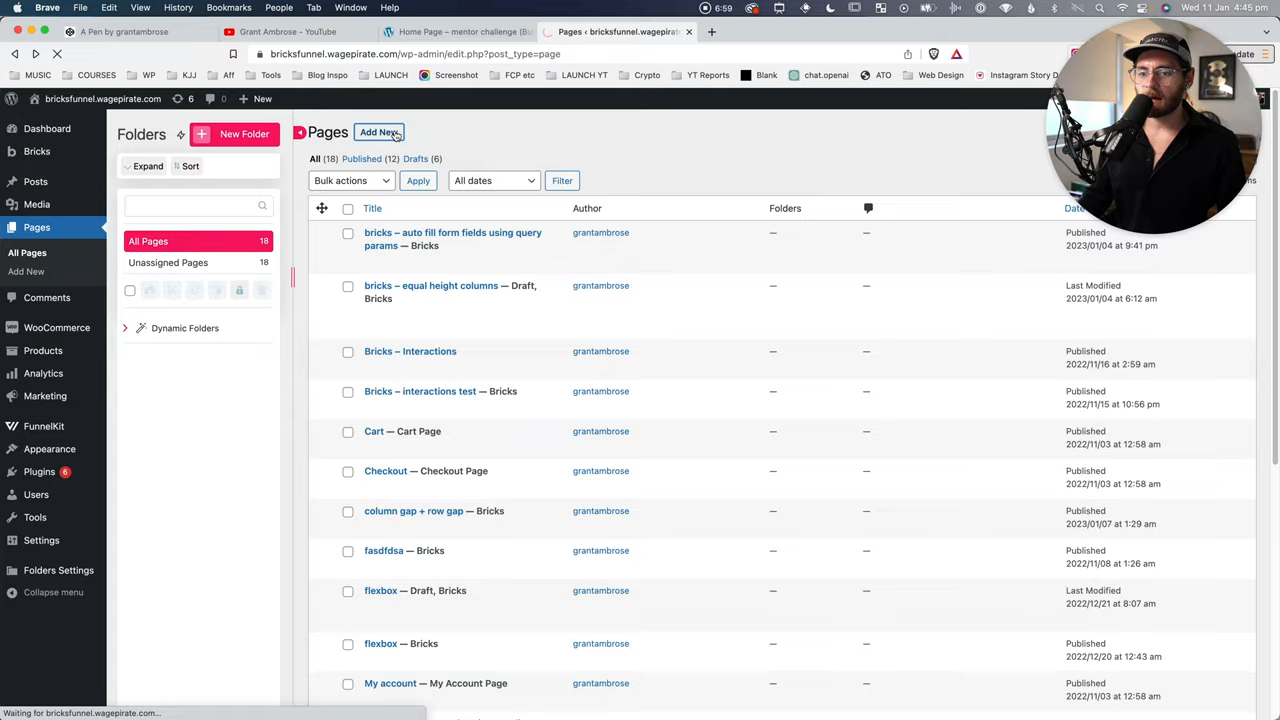 Brave File Edit View History Bookmarks Profiles Tab Window Help
6:59
Wed 11 Jan 4:45 pm
A Pen by grantambrose
Grant Ambrose - YouTube
Home Page – mentor challenge (
Pages ‹ bricksfunnel.wagepirate
bricksfunnel.wagepirate.com/wp-admin/edit.php?post_type=page
date
MUSIC COURSES WP KJJ Aff Tools Blog Inspo LAUNCH Screenshot FCP etc LAUNCH YT Crypto YT Reports Blank chat.openai ATO Web Design Instagram Story D
bricksfunnel.wagepirate.com 6 0 New
Dashboard
Bricks
Posts
Media
Pages
All Pages
Add New
Comments
WooCommerce
Products
Analytics
Marketing
FunnelKit
Appearance
Plugins 6
Users
Tools
Settings
Folders Settings
Collapse menu
Folders
New Folder
Expand Sort
All Pages 18
Unassigned Pages 18
Dynamic Folders
Pages Add New
All (18) Published (12) Drafts (6)
Bulk actions Apply All dates Filter
ms
Title Author Folders Date
bricks – auto fill form fields using query params — Bricks grantambrose — — Published
2023/01/04 at 9:41 pm
bricks – equal height columns — Draft, Bricks grantambrose — — Last Modified
2023/01/04 at 6:12 am
Bricks – Interactions grantambrose — — Published
2022/11/16 at 2:59 am
Bricks – interactions test — Bricks grantambrose — — Published
2022/11/15 at 10:56 pm
Cart — Cart Page grantambrose — — Published
2022/11/03 at 12:58 am
Checkout — Checkout Page grantambrose — — Published
2022/11/03 at 12:58 am
column gap + row gap — Bricks grantambrose — — Published
2023/01/07 at 1:29 am
fasdfdsa — Bricks grantambrose — — Published
2022/11/08 at 1:26 am
flexbox — Draft, Bricks grantambrose — — Last Modified
2022/12/21 at 8:07 am
flexbox — Bricks grantambrose — — Published
2022/12/20 at 12:43 am
My account — My Account Page grantambrose — — Published
2022/11/03 at 12:58 am
Waiting for bricksfunnel.wagepirate.com...